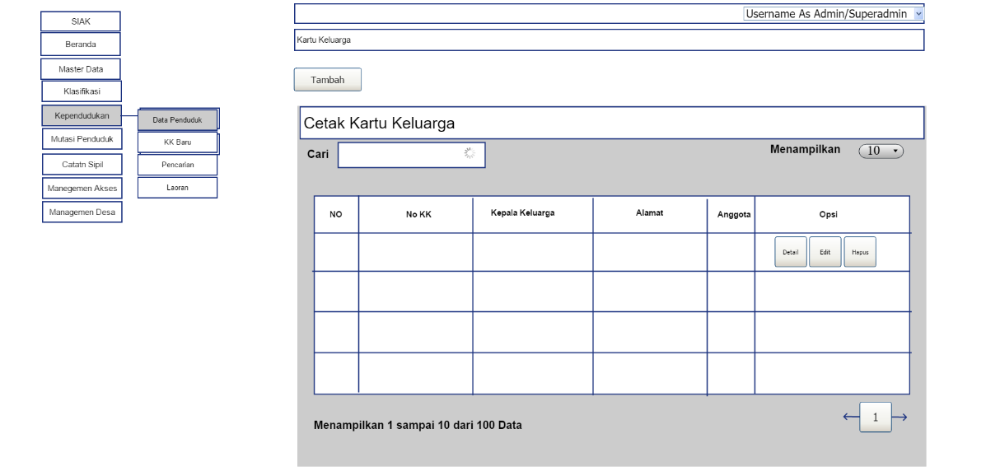 SIAK
Beranda
Master Data
Klasifikasi
Kependudukan
Mutasi Penduduk
Catatn Sipil
Manegemen Akses
Managemen Desa
Data Penduduk
KK Baru
Pencarian
Laoran
Username As Admin/Superadmin
Kartu Keluarga
Tambah
Cetak Kartu Keluarga
Cari
Menampilkan 10
NO No KK Kepala Keluarga Alamat Anggota Opsi
Detail Edit Hapus
Menampilkan 1 sampai 10 dari 100 Data
1